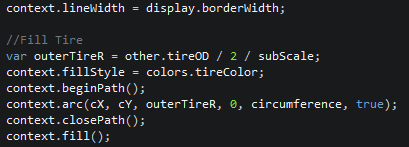 context.lineWidth = display.borderWidth;
//Fill Tire
var outerTireR = other.tireOD / 2 / subScale;
context.fillStyle = colors.tireColor;
context.beginPath();
context.arc(cX, cY, outerTireR, 0, circumference, true);
context.closePath();
context.fill();